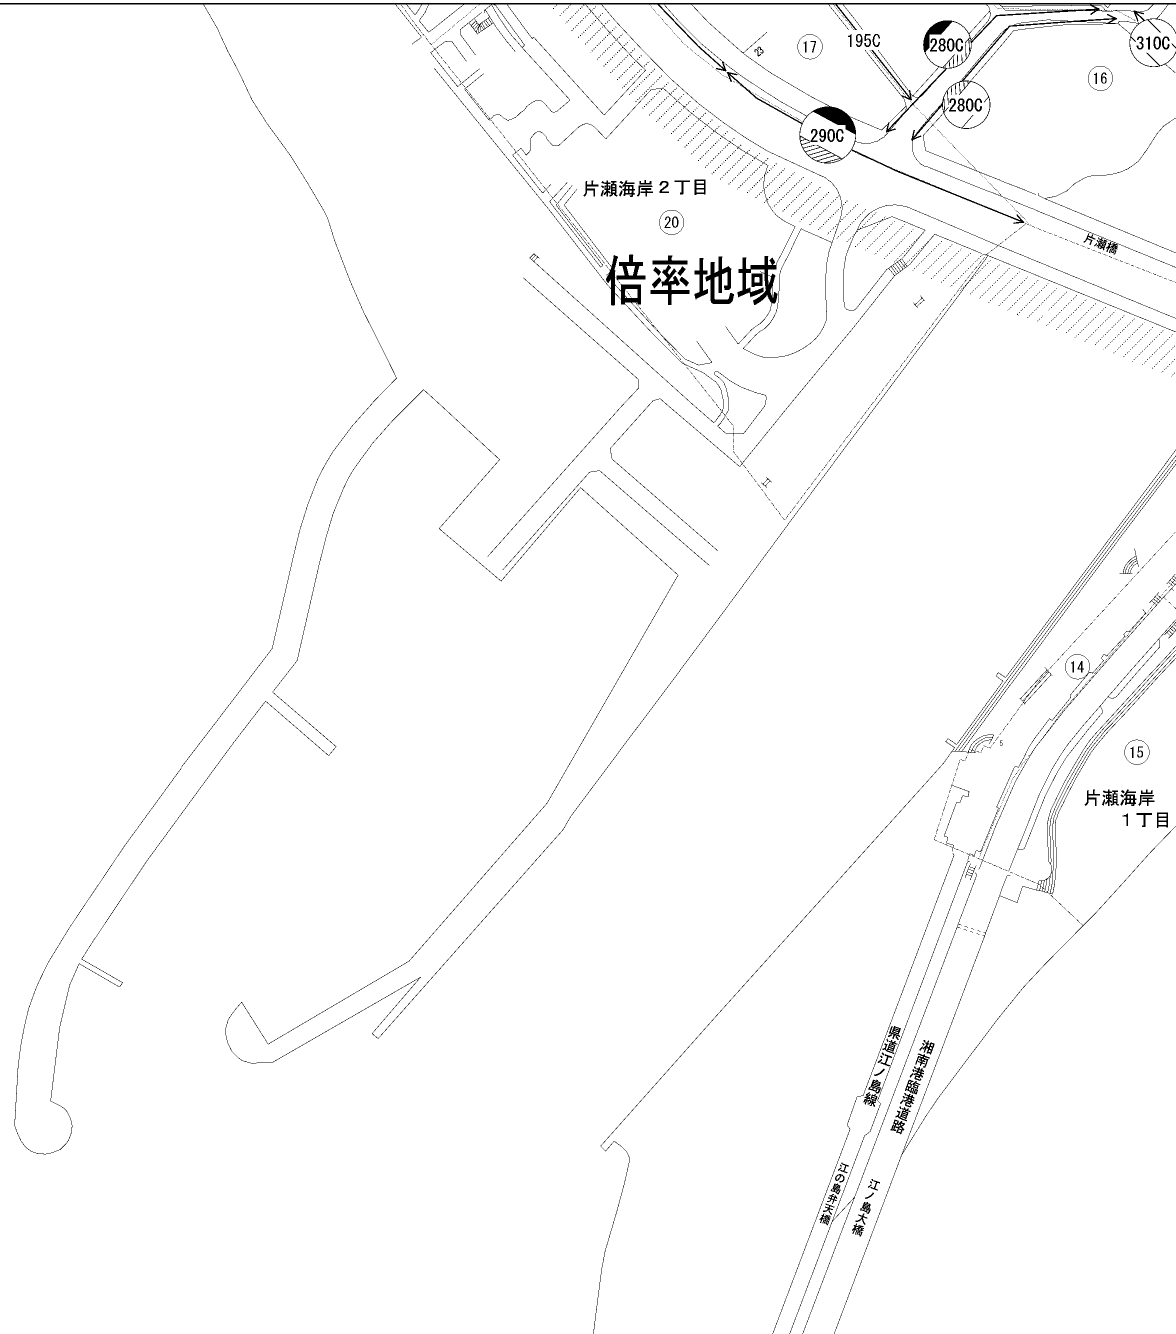 17
195C
280C
310C
16
280C
23
290C
片瀬海岸２丁目
20
片瀬橋
倍率地域
14
5
15
片瀬海岸
１丁目
県道江ノ島線
湘南港臨港道路
江の島弁天橋
江ノ島大橋